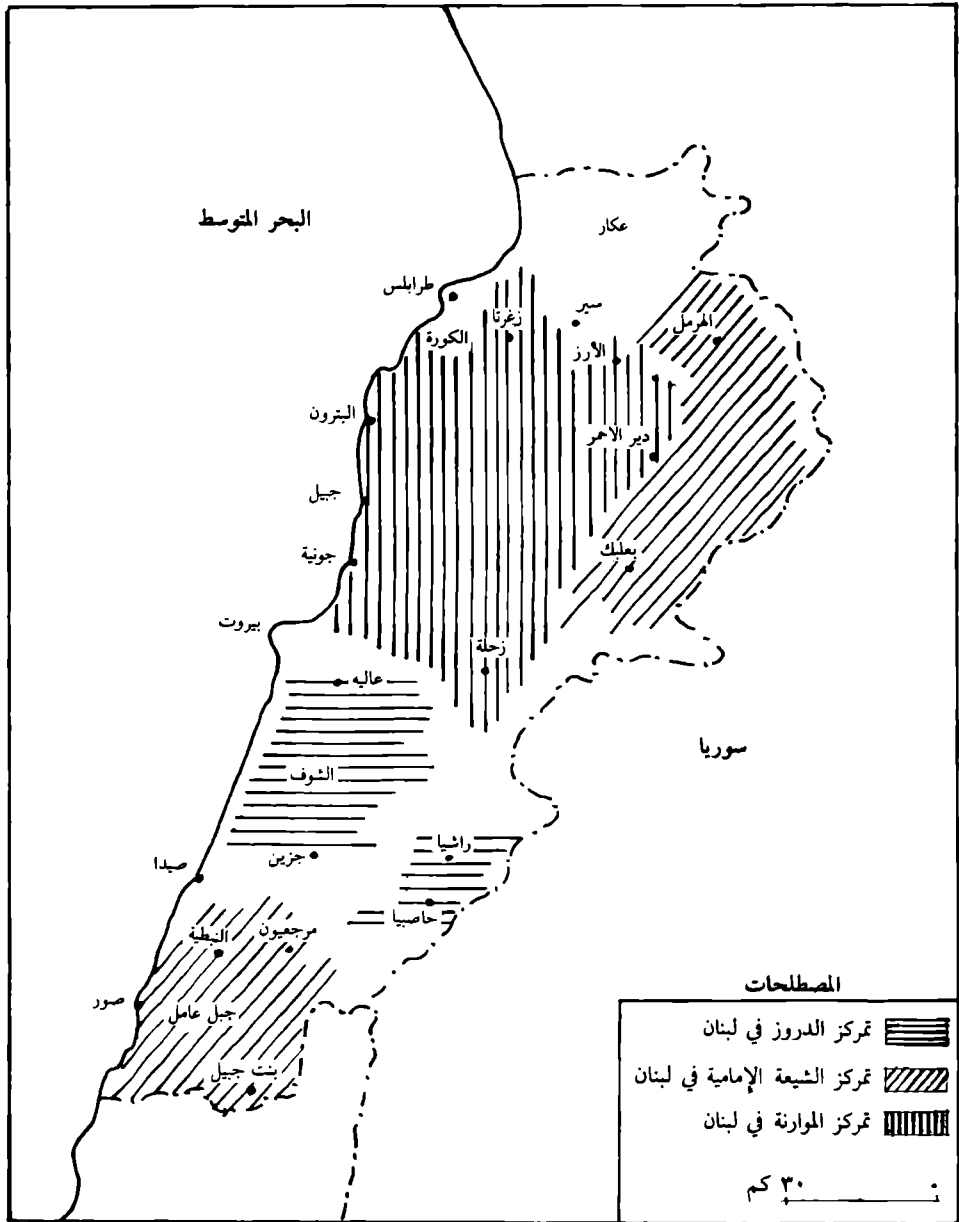 عكار
البحر المتوسط
طرابلس
سير
زغرتا
الهرمل
الكورة
الأرز
البترون
دير الاحمر
جبيل
جونية
بعلبك
بيروت
زحلة
عاليه
سوريا
الشوف
راشيا
جزين
صيدا
حاصبيا
مرجعيون
النبطية
صور
جبل عامل
بنت جبيل
المصطلحات
تمركز الدروز في لبنان
تمركز الشيعة الإمامية في لبنان
تمركز الموارنة في لبنان
٠ ٣٠ كم